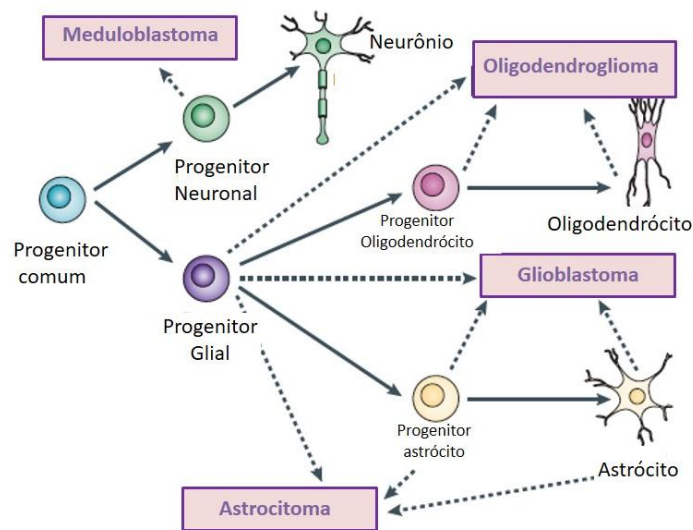 Meduloblastoma
Neurônio
Oligodendroglioma
Progenitor
Neuronal
Progenitor
Oligodendrócito
Oligodendrócito
Progenitor
comum
Glioblastoma
Progenitor
Glial
Progenitor
astrócito
Astrócito
Astrocitoma